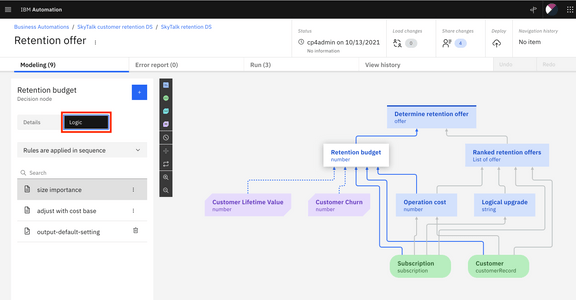 IBM Automation
Business Automations / SkyTalk customer retention DS / SkyTalk retention DS
Retention offer
Status
cp4admin on 10/13/2021
No information
Load changes
0
Share changes
4
Deploy
Navigation history
No item
Modeling (9)
Error report (0)
Run (3)
View history
Undo
Redo
Retention budget
Decision node
+
Details
Logic
Rules are applied in sequence
Search
size importance
adjust with cost base
output-default-setting
Determine retention offer
offer
Retention budget
number
Ranked retention offers
List of offer
Customer Lifetime Value
number
Customer Churn
number
Operation cost
number
Logical upgrade
string
Subscription
subscription
Customer
customerRecord